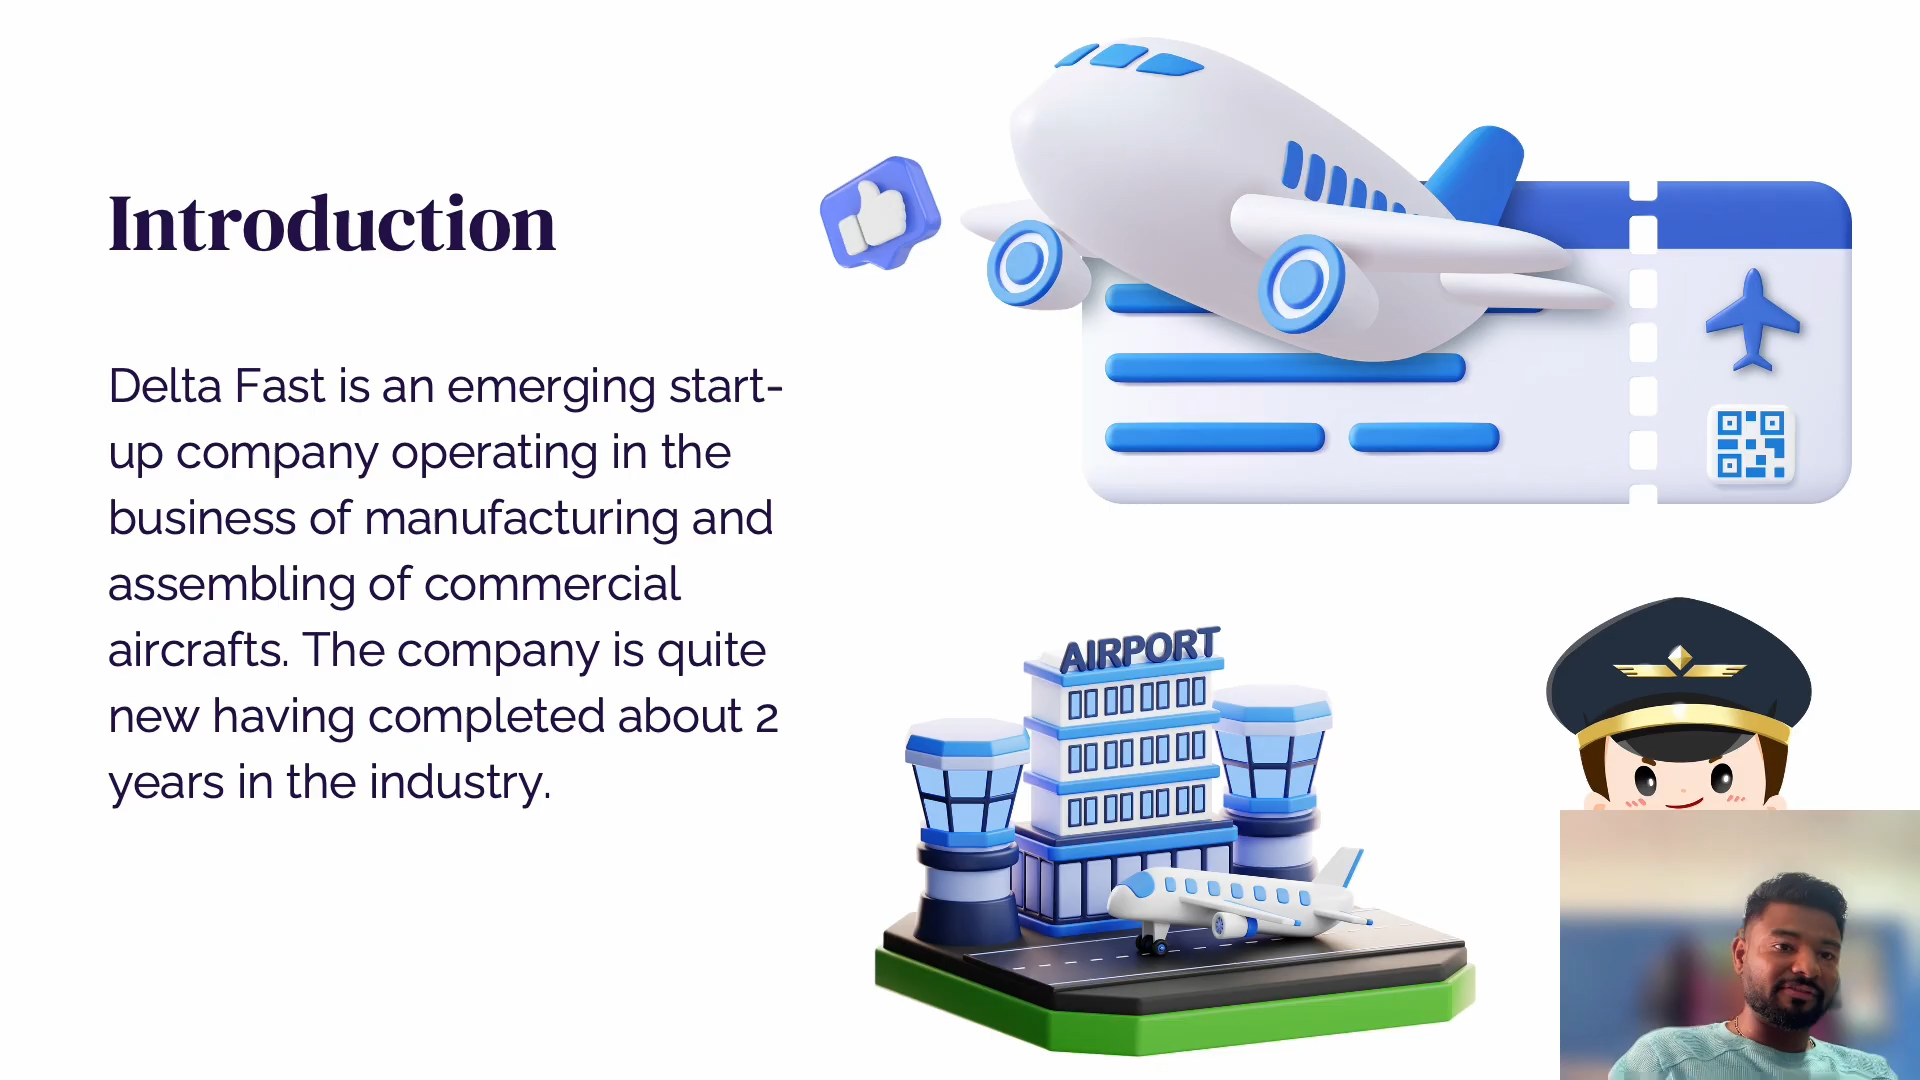 Introduction
Delta Fast is an emerging start-
up company operating in the
business of manufacturing and
assembling of commercial
aircrafts. The company is quite
new having completed about 2
years in the industry.
AIRPORT